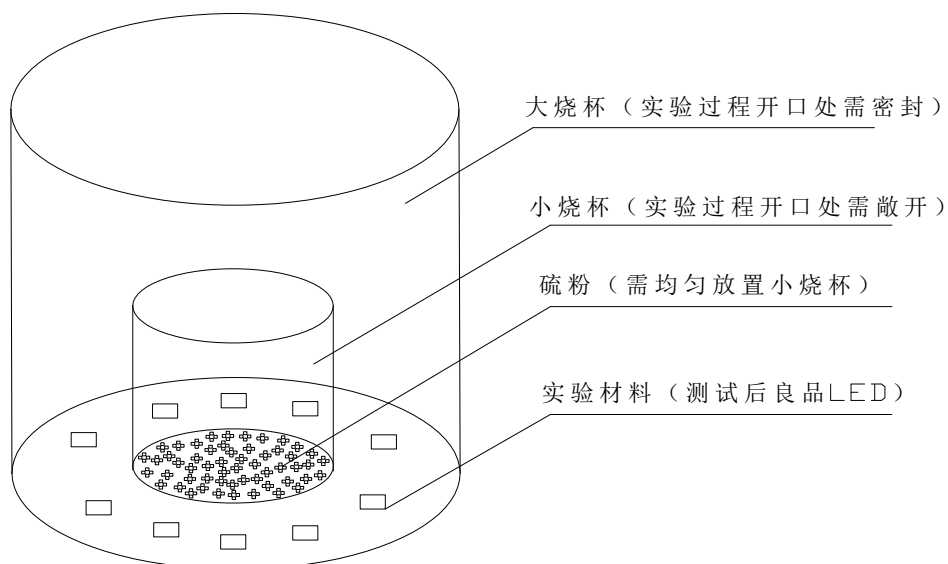 大烧杯（实验过程开口处需密封）
小烧杯（实验过程开口处需敞开）
硫粉（需均匀放置小烧杯）
实验材料（测试后良品LED）